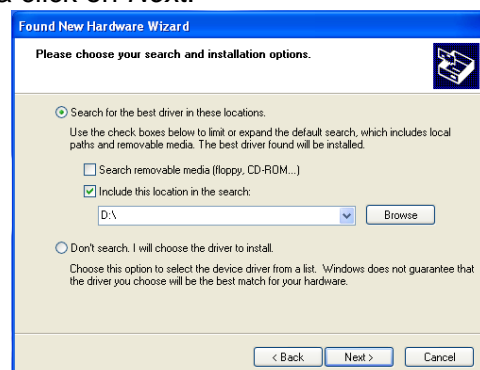 click on Next.
Found New Hardware Wizard
Please choose your search and installation options.
Search for the best driver in these locations.
Use the check boxes below to limit or expand the default search, which includes local
paths and removable media. The best driver found will be installed.
Search removable media (floppy, CD-ROM...)
Include this location in the search:
D:\
Browse
Don't search. I will choose the driver to install.
Choose this option to select the device driver from a list. Windows does not guarantee that
the driver you choose will be the best match for your hardware.
< Back Next > Cancel